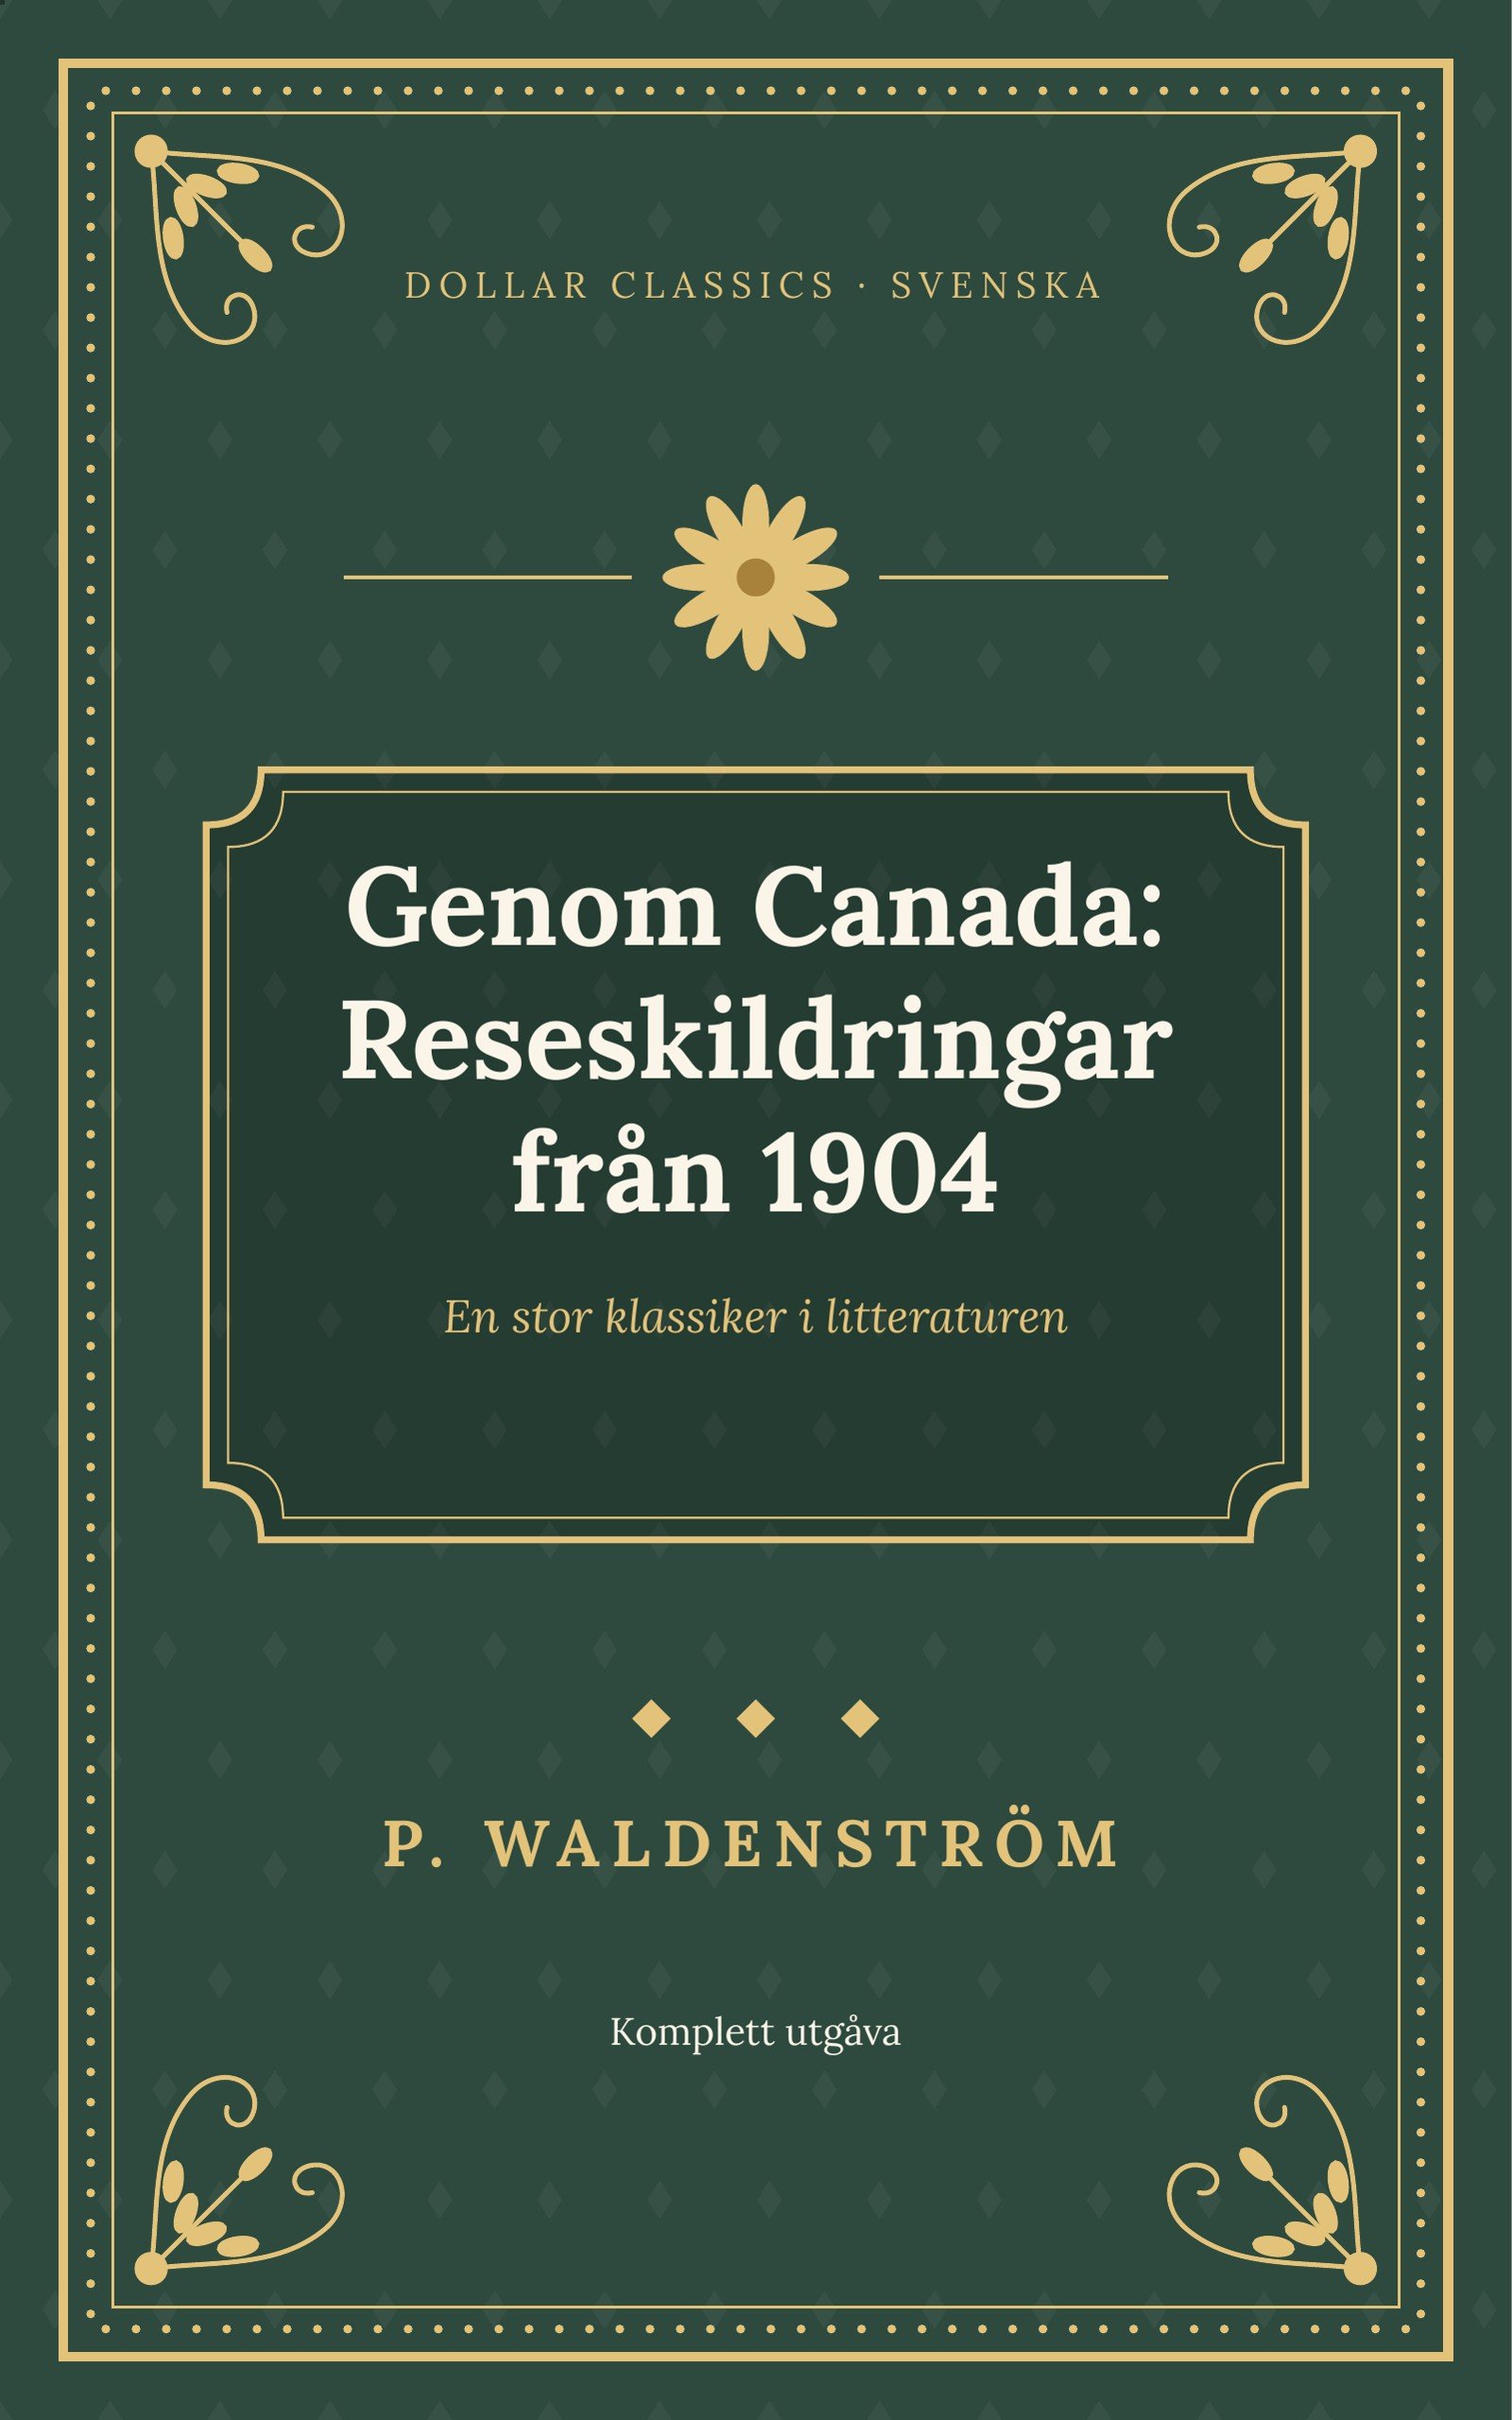 DOLLAR CLASSICS · SVENSKA
Genom Canada:
Reseskildringar
från 1904
En stor klassiker i litteraturen
P. WALDENSTRÖM
Komplett utgåva